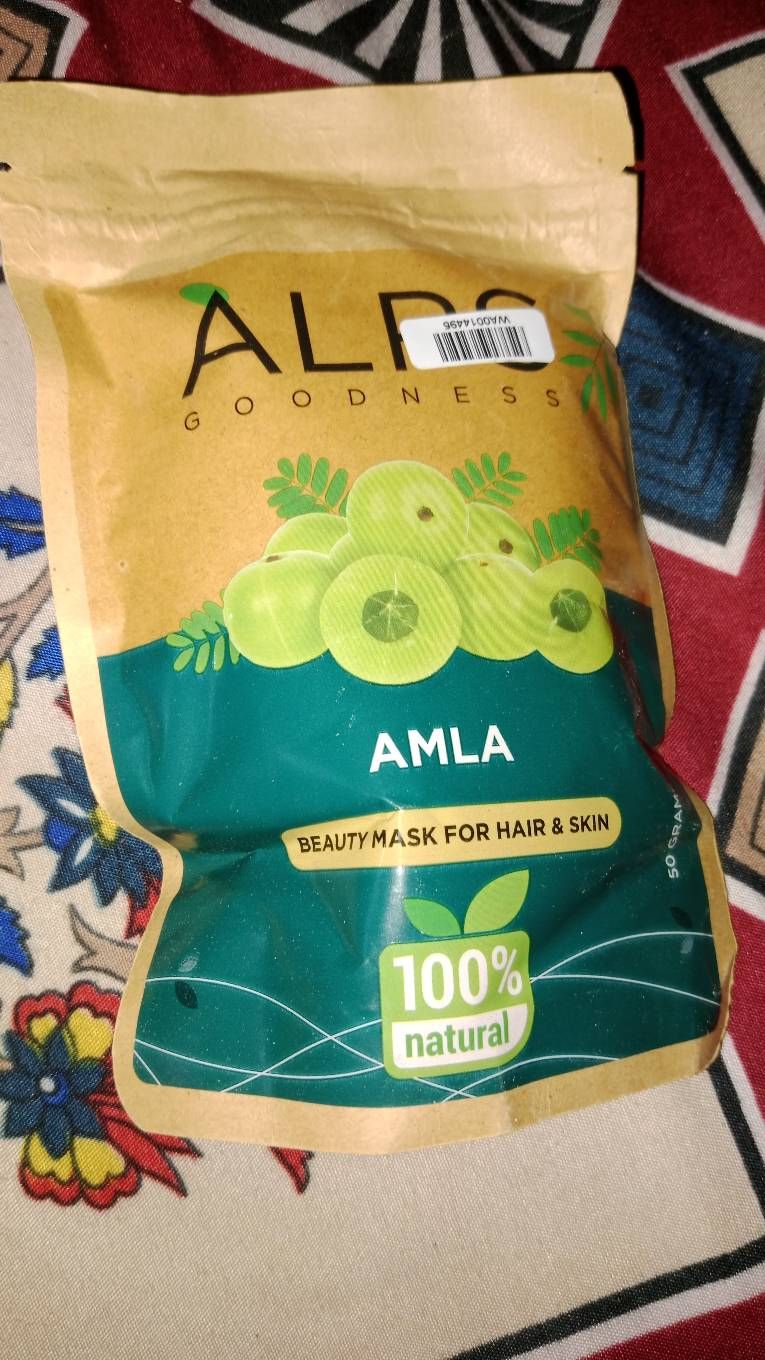 ALPS
WA0014496
GOODNESS
AMLA
BEAUTY MASK FOR HAIR & SKIN
50 GRAM
100%
natural